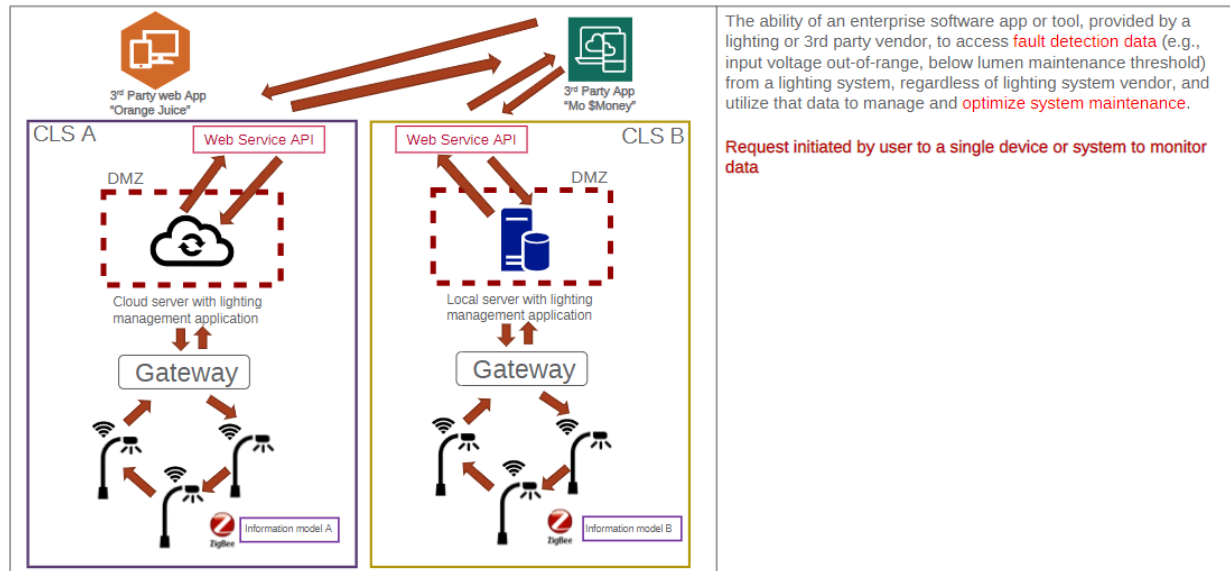 3rd Party web App
"Orange Juice"
3rd Party App
"Mo $Money"
CLS A
Web Service API
DMZ
Cloud server with lighting
management application
Gateway
ZigBee
Information model A
CLS B
Web Service API
DMZ
Local server with lighting
management application
Gateway
ZigBee
Information model B
The ability of an enterprise software app or tool, provided by a
lighting or 3rd party vendor, to access fault detection data (e.g.,
input voltage out-of-range, below lumen maintenance threshold)
from a lighting system, regardless of lighting system vendor, and
utilize that data to manage and optimize system maintenance.
Request initiated by user to a single device or system to monitor
data